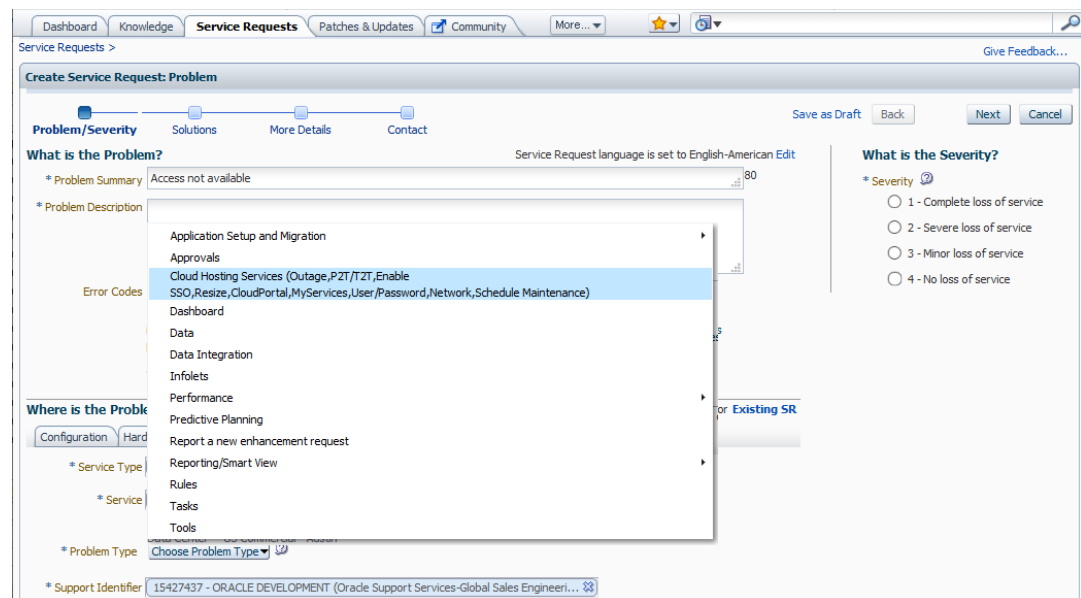 Dashboard Knowledge Service Requests Patches & Updates Community More...
Service Requests >
Give Feedback...
Create Service Request: Problem
Problem/Severity Solutions More Details Contact
Save as Draft Back Next Cancel
What is the Problem?
Service Request language is set to English-American Edit
* Problem Summary Access not available 80
* Problem Description
Error Codes
What is the Severity?
* Severity
1 - Complete loss of service
2 - Severe loss of service
3 - Minor loss of service
4 - No loss of service
Application Setup and Migration
Approvals
Cloud Hosting Services (Outage,P2T/T2T,Enable
SSO,Resize,CloudPortal,MyServices,User/Password,Network,Schedule Maintenance)
Dashboard
Data
Data Integration
Infolets
Performance
Predictive Planning
Report a new enhancement request
Reporting/Smart View
Rules
Tasks
Tools
Where is the Proble
or Existing SR
Configuration Hard
* Service Type
* Service
* Problem Type Choose Problem Type
* Support Identifier 15427437 - ORACLE DEVELOPMENT (Oracle Support Services-Global Sales Engineeri...